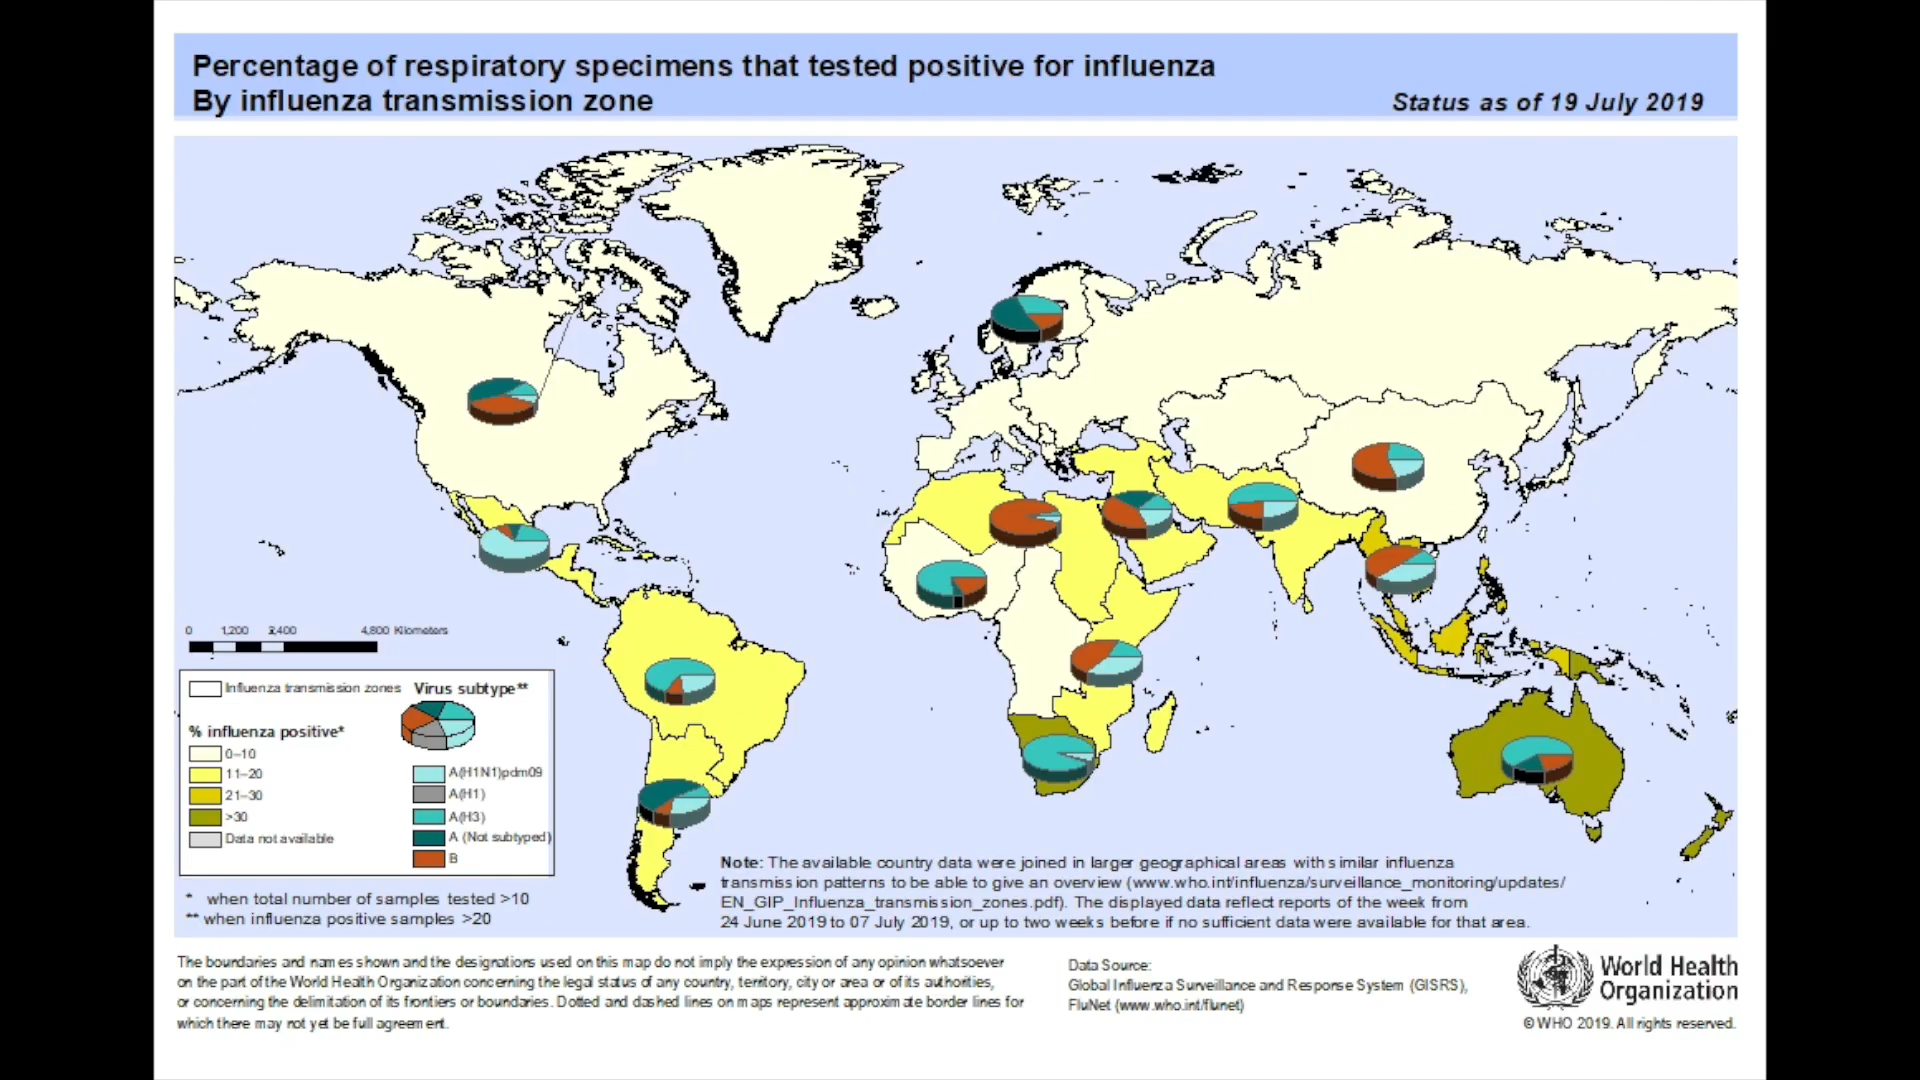 Percentage of respiratory specimens that tested positive for influenza
By influenza transmission zone
Status as of 19 July 2019
0 1,200 2,400 4,800 Kilometers
Influenza transmission zones
Virus subtype**
% influenza positive*
0–10
11–20
21–30
>30
Data not available
A(H1N1)pdm09
A(H1)
A(H3)
A (Not subtyped)
B
* when total number of samples tested >10
** when influenza positive samples >20
Note: The available country data were joined in larger geographical areas with similar influenza
transmission patterns to be able to give an overview (www.who.int/influenza/surveillance_monitoring/updates/
EN_GIP_Influenza_transmission_zones.pdf). The displayed data reflect reports of the week from
24 June 2019 to 07 July 2019, or up to two weeks before if no sufficient data were available for that area.
The boundaries and names shown and the designations used on this map do not imply the expression of any opinion whatsoever
on the part of the World Health Organization concerning the legal status of any country, territory, city or area or of its authorities,
or concerning the delimitation of its frontiers or boundaries. Dotted and dashed lines on maps represent approximate border lines for
which there may not yet be full agreement.
Data Source:
Global Influenza Surveillance and Response System (GISRS),
FluNet (www.who.int/flunet)
World Health
Organization
© WHO 2019. All rights reserved.